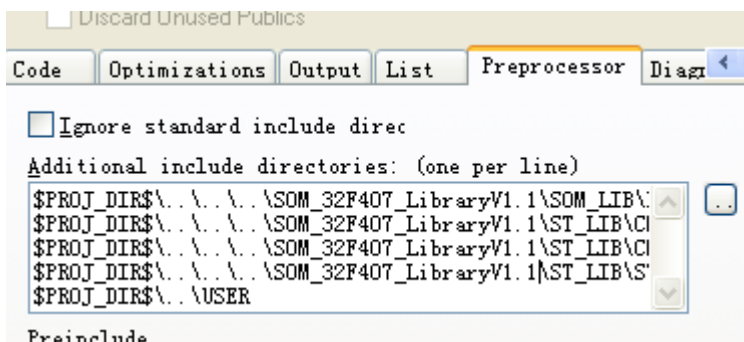 Discard Unused Publics
Code Optimizations Output List Preprocessor Diagn
Ignore standard include direc
Additional include directories: (one per line)
$PROJ_DIR$\..\..\..\SOM_32F407_LibraryV1.1\SOM_LIB\
$PROJ_DIR$\..\..\..\SOM_32F407_LibraryV1.1\ST_LIB\C
$PROJ_DIR$\..\..\..\SOM_32F407_LibraryV1.1\ST_LIB\C
$PROJ_DIR$\..\..\..\SOM_32F407_LibraryV1.1\ST_LIB\S
$PROJ_DIR$\..\USER
Preinclude